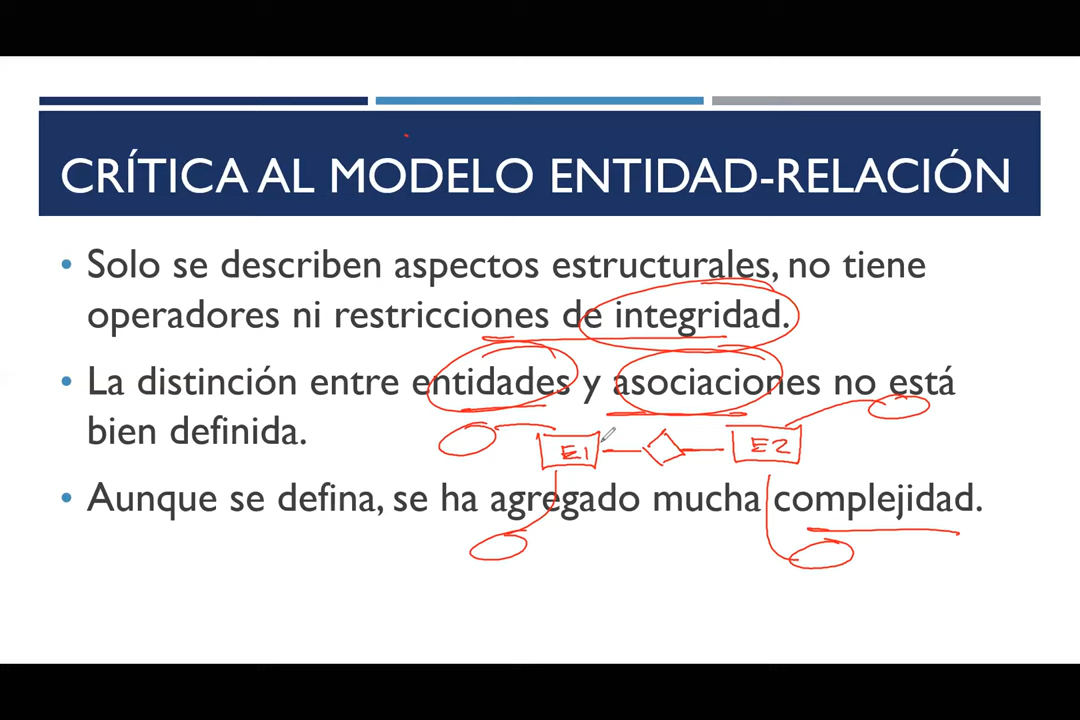 CRÍTICA AL MODELO ENTIDAD-RELACIÓN
• Solo se describen aspectos estructurales, no tiene
operadores ni restricciones de integridad.
• La distinción entre entidades y asociaciones no está
bien definida.
E1 E2
• Aunque se defina, se ha agregado mucha complejidad.